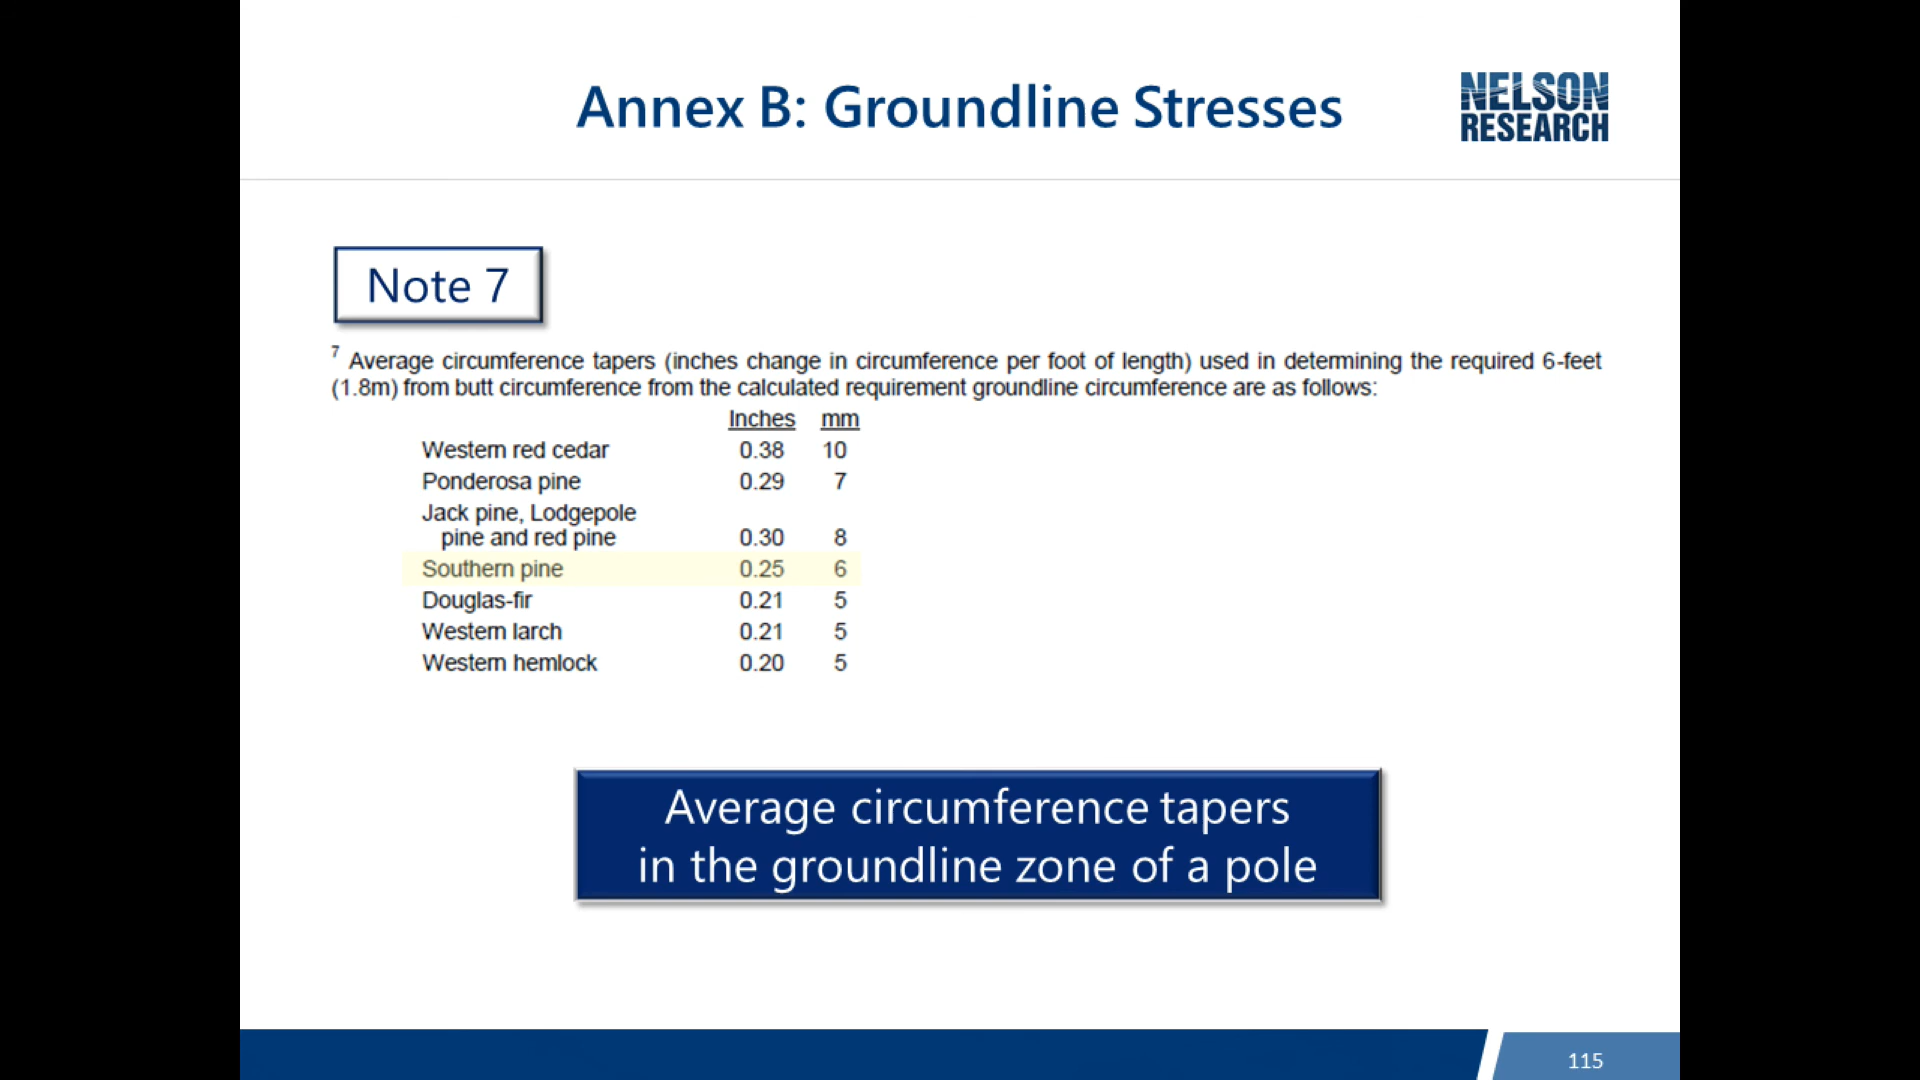 Annex B: Groundline Stresses
NELSON
RESEARCH
Note 7
7 Average circumference tapers (inches change in circumference per foot of length) used in determining the required 6-feet
(1.8m) from butt circumference from the calculated requirement groundline circumference are as follows:
Inches mm
Western red cedar 0.38 10
Ponderosa pine 0.29 7
Jack pine, Lodgepole
pine and red pine 0.30 8
Southern pine 0.25 6
Douglas-fir 0.21 5
Western larch 0.21 5
Western hemlock 0.20 5
Average circumference tapers
in the groundline zone of a pole
115